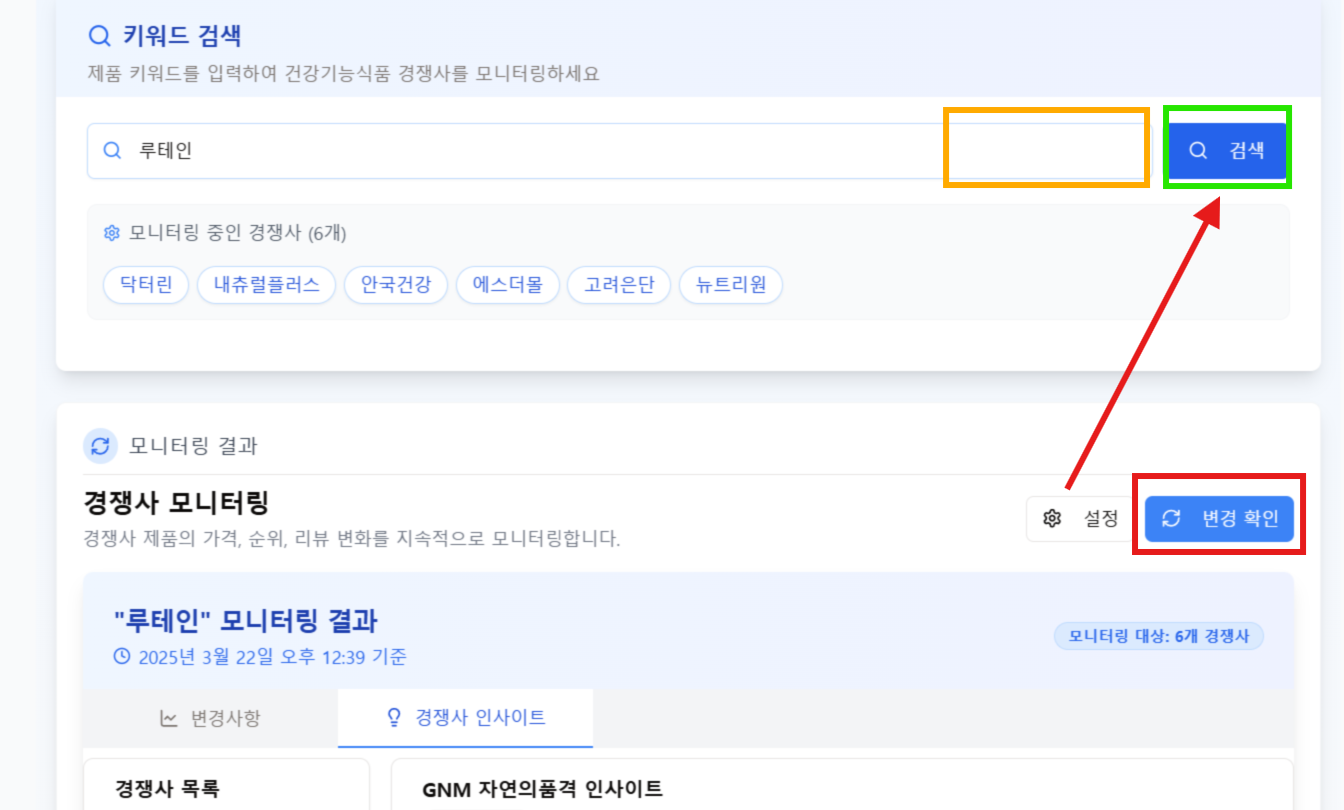 키워드 검색
제품 키워드를 입력하여 건강기능식품 경쟁사를 모니터링하세요
루테인
검색
모니터링 중인 경쟁사 (6개)
닥터린 내츄럴플러스 안국건강 에스더몰 고려은단 뉴트리원
모니터링 결과
경쟁사 모니터링
경쟁사 제품의 가격, 순위, 리뷰 변화를 지속적으로 모니터링합니다.
설정 변경 확인
"루테인" 모니터링 결과
2025년 3월 22일 오후 12:39 기준
모니터링 대상: 6개 경쟁사
변경사항 경쟁사 인사이트
경쟁사 목록
GNM 자연의품격 인사이트